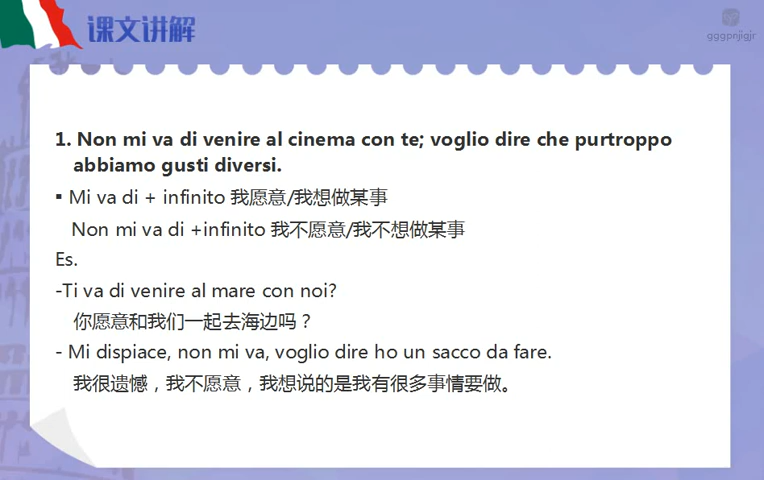 课文讲解
gggpnjigjr
1. Non mi va di venire al cinema con te; voglio dire che purtroppo
abbiamo gusti diversi.
▪ Mi va di + infinito 我愿意/我想做某事
Non mi va di +infinito 我不愿意/我不想做某事
Es.
-Ti va di venire al mare con noi?
你愿意和我们一起去海边吗？
- Mi dispiace, non mi va, voglio dire ho un sacco da fare.
我很遗憾，我不愿意，我想说的是我有很多事情要做。